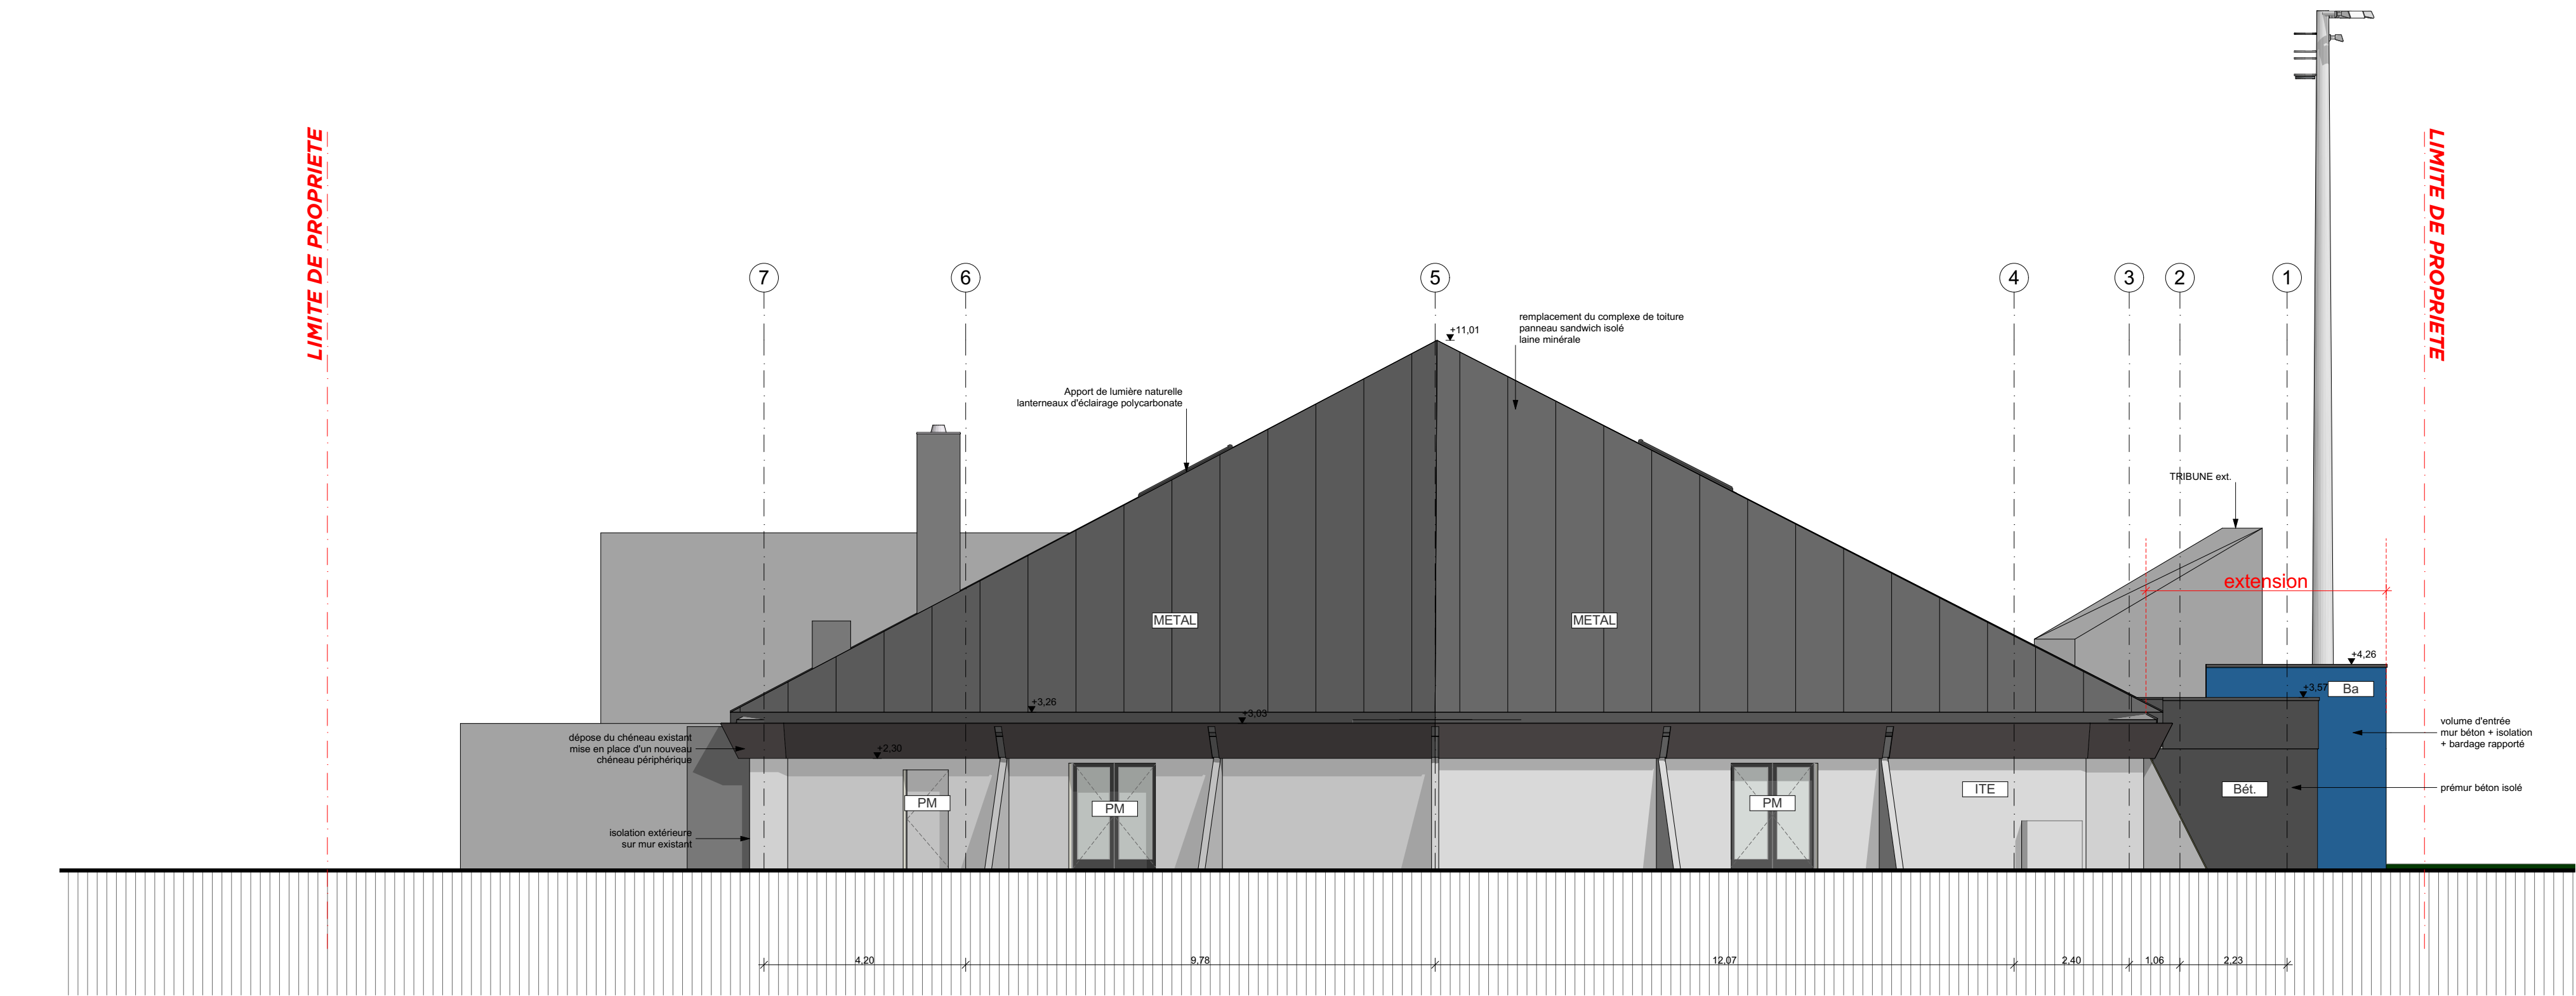 LIMITE DE PROPRIETE
LIMITE DE PROPRIETE
7
6
5
4
3
2
1
remplacement du complexe de toiture
panneau sandwich isolé
laine minérale
+11,01
Apport de lumière naturelle
lanterneaux d'éclairage polycarbonate
TRIBUNE ext.
extension
METAL
METAL
+4,26
+3,57
Ba
+3,26
+3,03
+2,30
dépose du chéneau existant
mise en place d'un nouveau
chéneau périphérique
volume d'entrée
mur béton + isolation
+ bardage rapporté
PM
PM
PM
ITE
Bét.
prémur béton isolé
isolation extérieure
sur mur existant
4,20
9,78
12,07
2,40
1,06
2,23